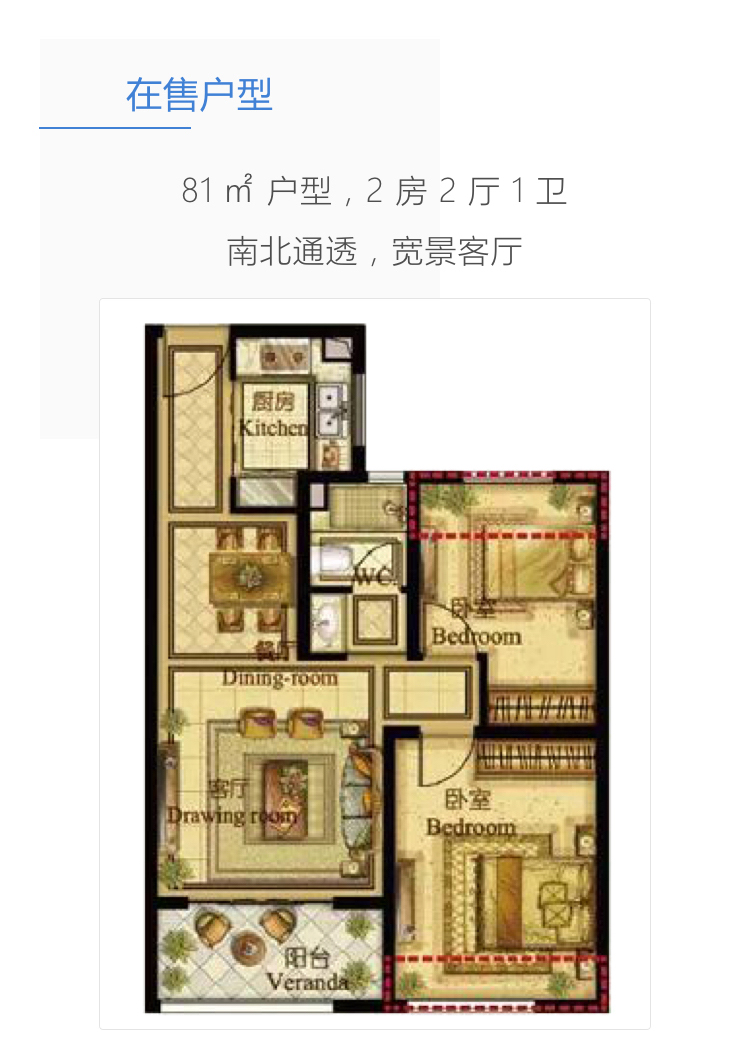 在售户型
81㎡ 户型，2 房 2 厅 1 卫
南北通透，宽景客厅
厨房
Kitchen
WC.
卧室
Bedroom
餐厅
Dining-room
客厅
Drawing room
卧室
Bedroom
阳台
Veranda